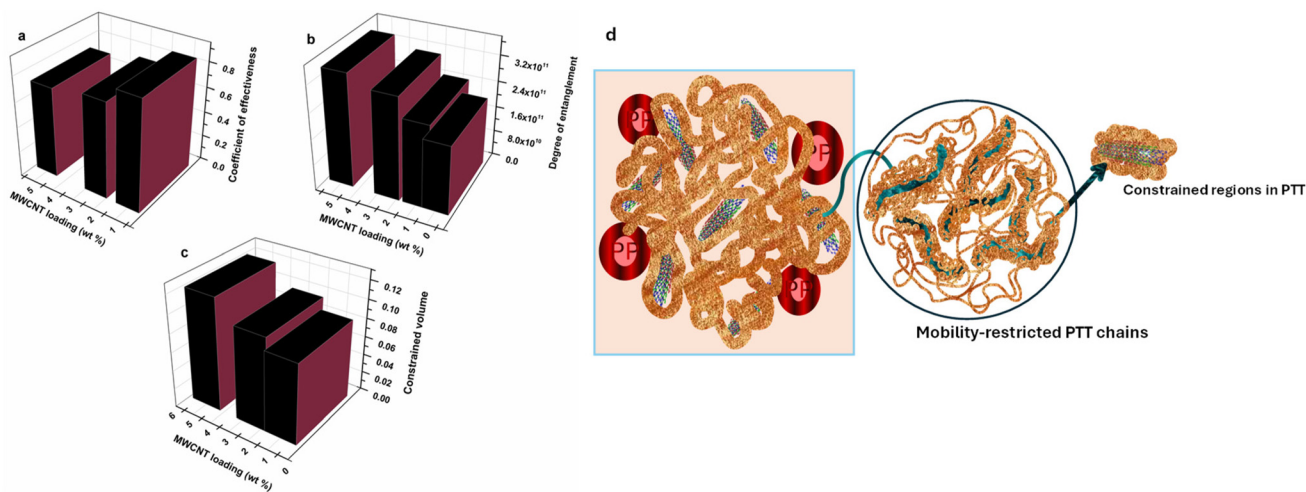 a
0.8
0.6
0.4
0.2
0.0
Coefficient of effectiveness
5
4
3
2
1
MWCNT loading (wt %)
b
3.2x10¹¹
2.4x10¹¹
1.6x10¹¹
8.0x10¹⁰
0.0
Degree of entanglement
5
4
3
2
1
0
MWCNT loading (wt %)
c
0.12
0.10
0.08
0.06
0.04
0.02
0.00
Constrained volume
6
5
4
3
2
1
0
MWCNT loading (wt %)
d
PP
PP
PP
PP
Constrained regions in PTT
Mobility-restricted PTT chains